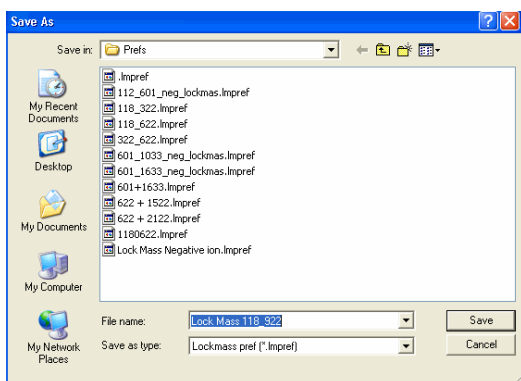 Save As
Save in: Prefs
My Recent Documents
Desktop
My Documents
My Computer
My Network Places
.lmpref
112_601_neg_lockmas.lmpref
118_322.lmpref
118_622.lmpref
322_622.lmpref
601_1033_neg_lockmas.lmpref
601_1633_neg_lockmas.lmpref
601+1633.lmpref
622 + 1522.lmpref
622 + 2122.lmpref
1180622.lmpref
Lock Mass Negative ion.lmpref
File name: Lock Mass 118_922 Save
Save as type: Lockmass pref (*.lmpref) Cancel